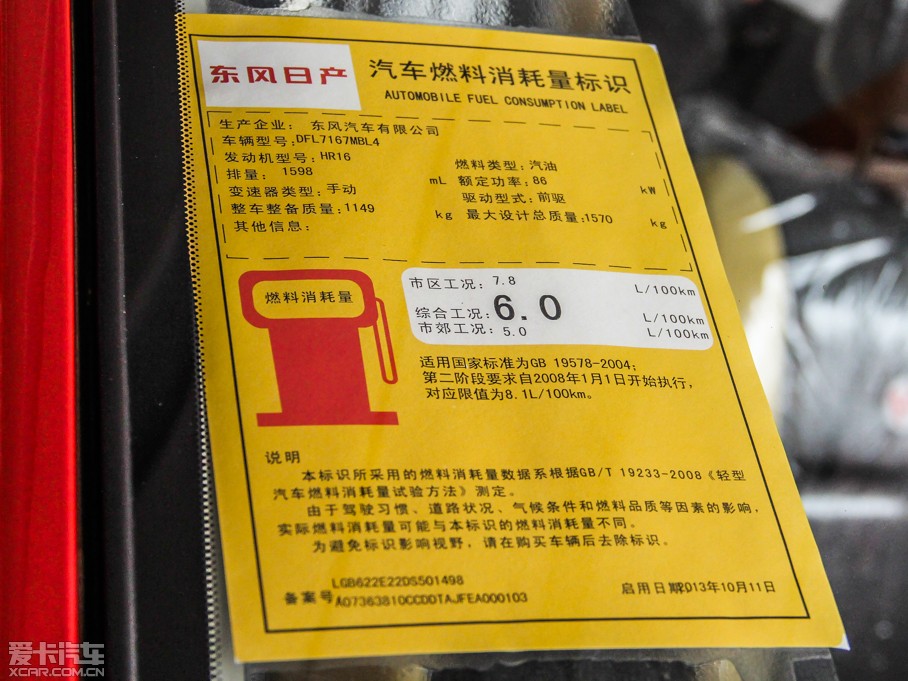 东风日产
汽车燃料消耗量标识
AUTOMOBILE FUEL CONSUMPTION LABEL
生产企业: 东风汽车有限公司
车辆型号:DFL7167MBL4
发动机型号:HR16 燃料类型:汽油
排量: 1598 mL 额定功率:86 kW
变速器类型:手动 驱动型式:前驱
整车整备质量:1149 kg 最大设计总质量:1570 kg
其他信息:
燃料消耗量
市区工况: 7.8 L/100km
综合工况: 6.0 L/100km
市郊工况: 5.0 L/100km
适用国家标准为GB 19578-2004;
第二阶段要求自2008年1月1日开始执行,
对应限值为8.1L/100km。
说明
本标识所采用的燃料消耗量数据系根据GB/T 19233-2008《轻型
汽车燃料消耗量试验方法》测定。
由于驾驶习惯、道路状况、气候条件和燃料品质等因素的影响,
实际燃料消耗量可能与本标识的燃料消耗量不同。
为避免标识影响视野,请在购买车辆后去除标识。
LGB622E22DS501498
备案号 A07363810CCDDTAJFEA000103
启用日期2013年10月11日
爱卡汽车
XCAR.COM.CN